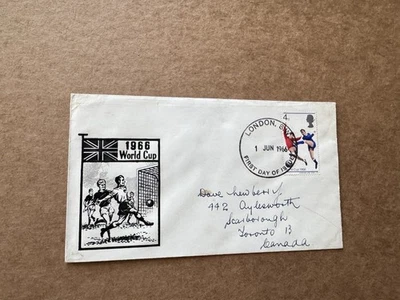 1966
World Cup
LONDON,
1 JUN 1966
FIRST DAY OF ISSUE
4d
Dave Newberry,
442 Aylesworth
Scarborough
Toronto 13
Canada